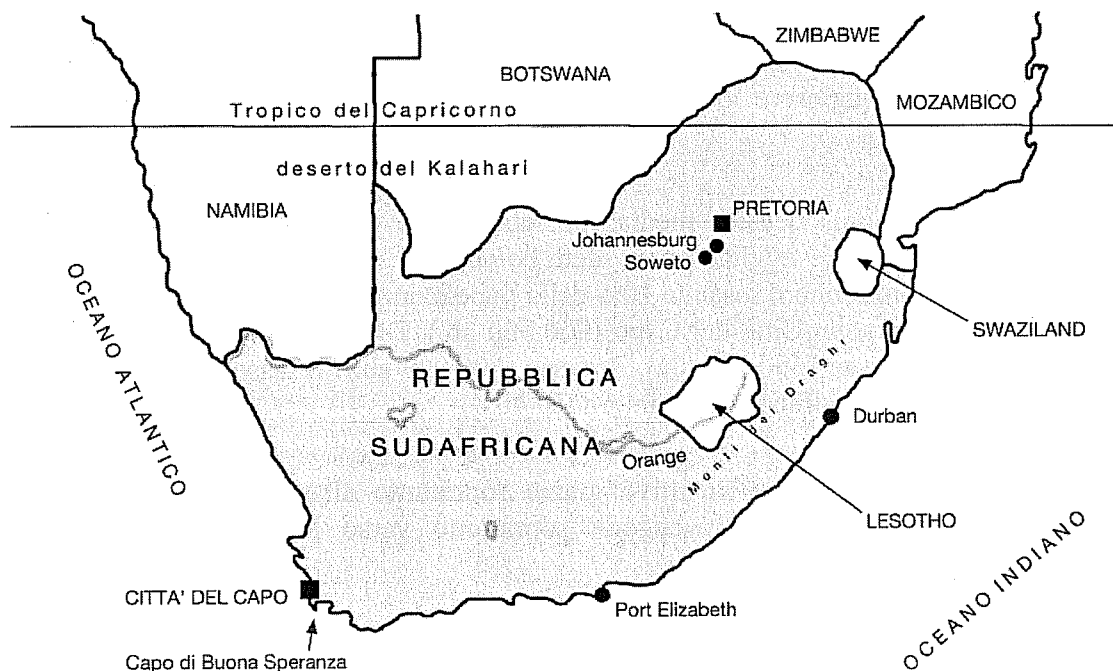 ZIMBABWE
BOTSWANA
MOZAMBICO
Tropico del Capricorno
deserto del Kalahari
NAMIBIA
PRETORIA
Johannesburg
Soweto
OCEANO ATLANTICO
SWAZILAND
REPUBBLICA
SUDAFRICANA
Monti dei Draghi
Durban
Orange
LESOTHO
CITTA' DEL CAPO
Port Elizabeth
OCEANO INDIANO
Capo di Buona Speranza